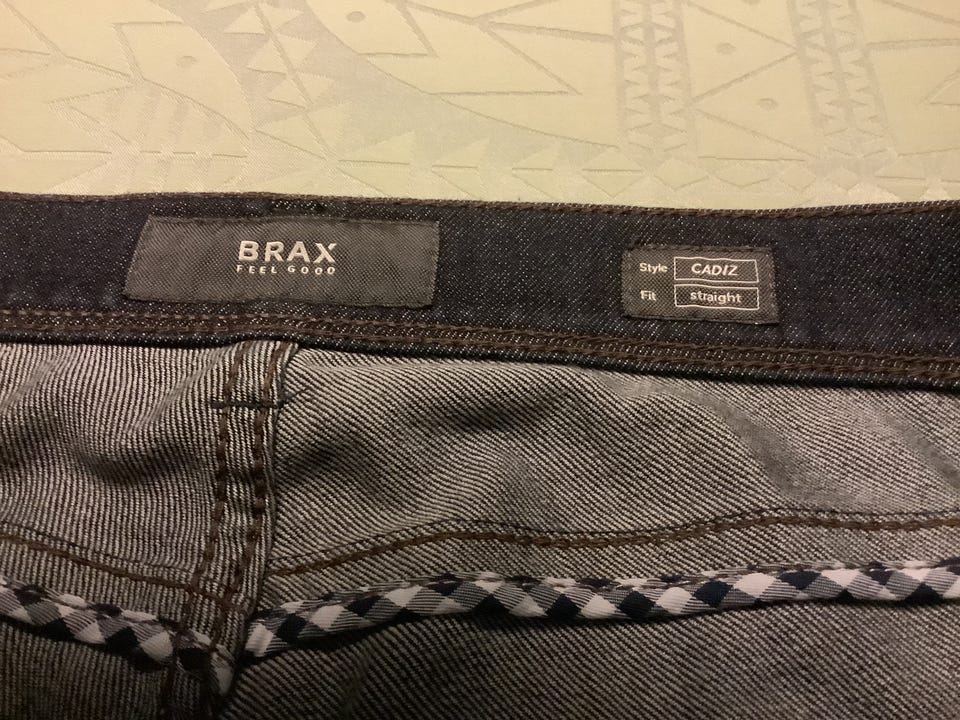 BRAX
FEEL GOOD
Style CADIZ
Fit straight